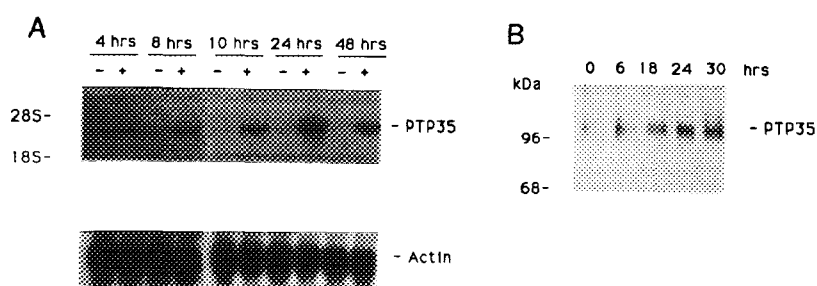 A
4 hrs 8 hrs 10 hrs 24 hrs 48 hrs
- + - + - + - + - +
28S-
- PTP35
18S-
- Actin
B
0 6 18 24 30 hrs
kDa
96-
- PTP35
68-